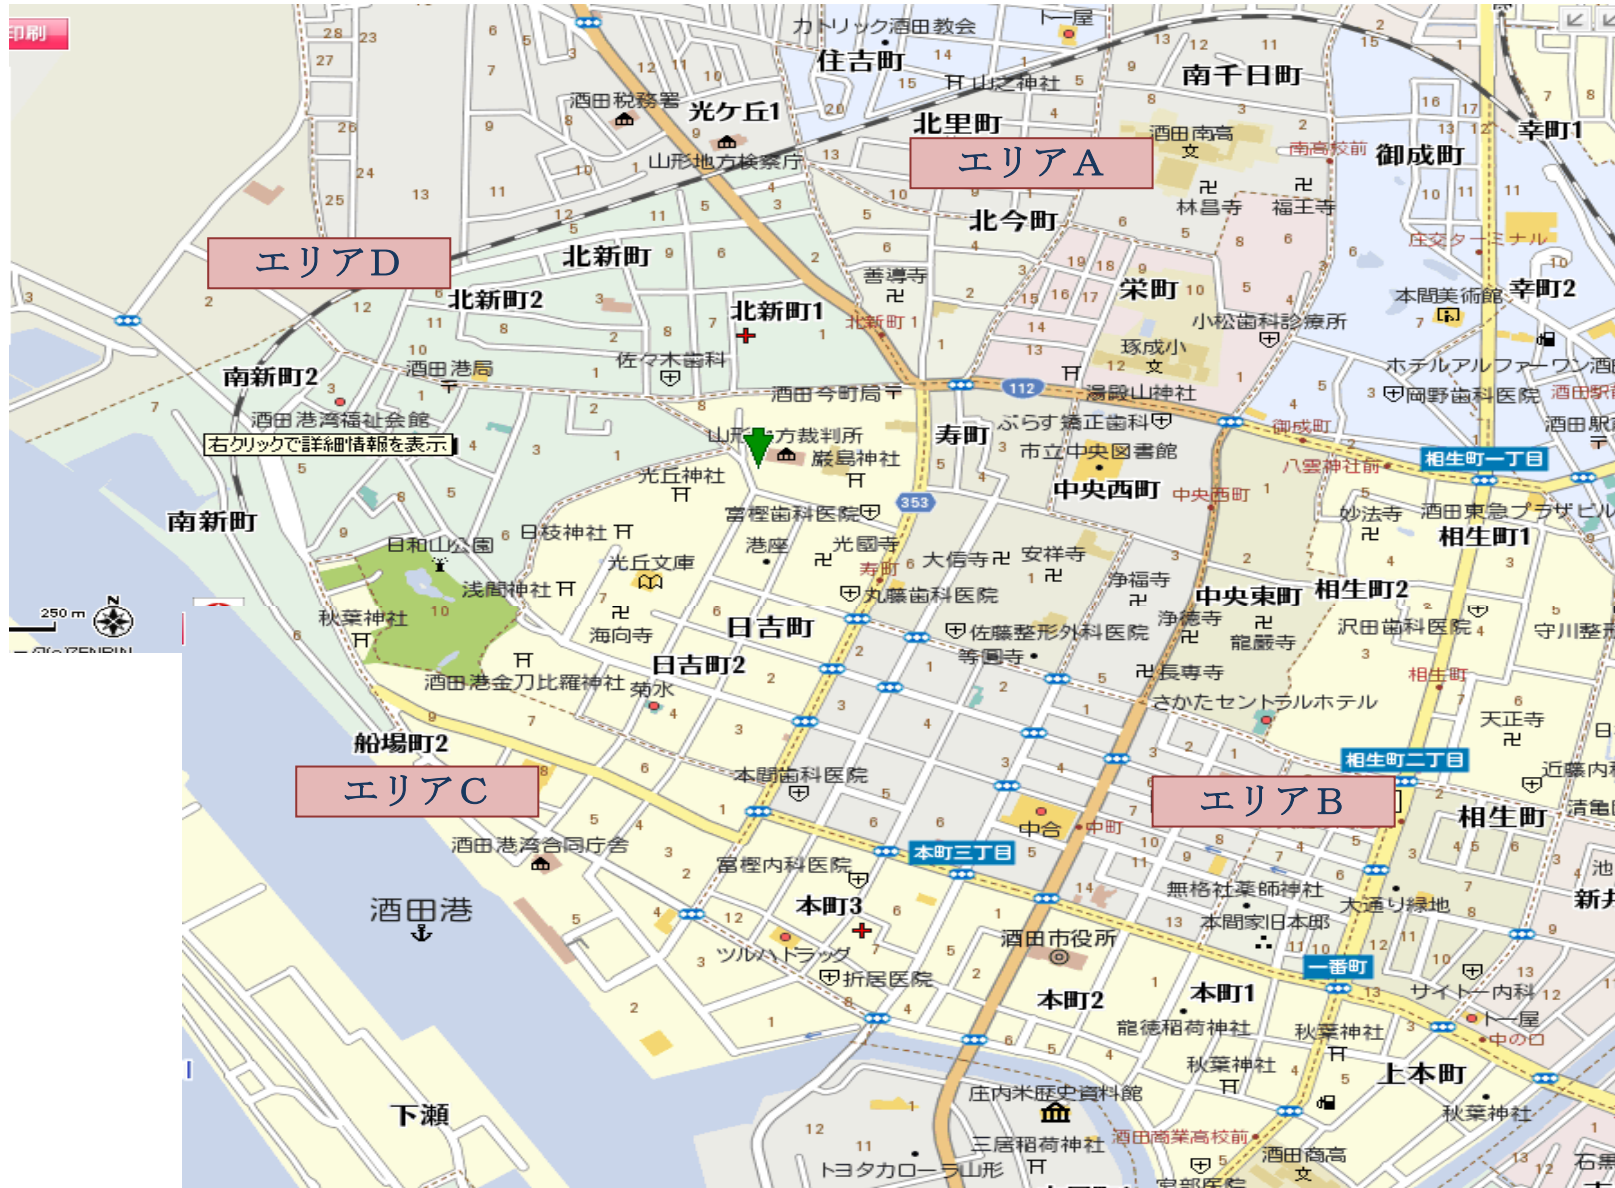 印刷
カトリック酒田教会
ト一屋
住吉町
山之神社
南千日町
酒田税務署
光ケ丘1
北里町
酒田南高
幸町1
山形地方検察庁
エリアA
南高校前
御成町
林昌寺
福王寺
北今町
エリアD
北新町
庄交ターミナル
善導寺
栄町
北新町2
北新町1
本間美術館
幸町2
北新町1
小松歯科診療所
佐々木歯科
琢成小
酒田港局
南新町2
ホテルアルファーワン酒
酒田今町局
112
湯殿山神社
岡野歯科医院
酒田港湾福祉会館
ぶらす矯正歯科
御成町
右クリックで詳細情報を表示
山形地方裁判所
寿町
市立中央図書館
厳島神社
八雲神社前
相生町一丁目
光丘神社
中央西町
中央西町
353
南新町
富樫歯科医院
妙法寺
酒田東急プラザビル
日和山公園
日枝神社
港座
光國寺
相生町1
大信寺
安祥寺
光丘文庫
寿町
浄福寺
浅間神社
丸藤歯科医院
中央東町
相生町2
250 m
N
秋葉神社
海向寺
日吉町
佐藤整形外科医院
浄徳寺
龍厳寺
沢田歯科医院
守川整形
等圓寺
日吉町2
長専寺
相生町
酒田港金刀比羅神社
菊水
さかたセントラルホテル
天正寺
船場町2
相生町二丁目
本間歯科医院
近藤内科
エリアC
エリアB
中合
中町
相生町
酒田港湾合同庁舎
本町三丁目
富樫内科医院
無格社薬師神社
本町3
大通り緑地
新井
酒田港
本間家旧本邸
酒田市役所
ツルハドラッグ
一番町
折居医院
サイトー内科
本町2
本町1
龍徳稲荷神社
秋葉神社
ト一屋
中の口
秋葉神社
上本町
下瀬
庄内米歴史資料館
秋葉神社
三居稲荷神社
酒田商業高校前
酒田商高
トヨタカローラ山形